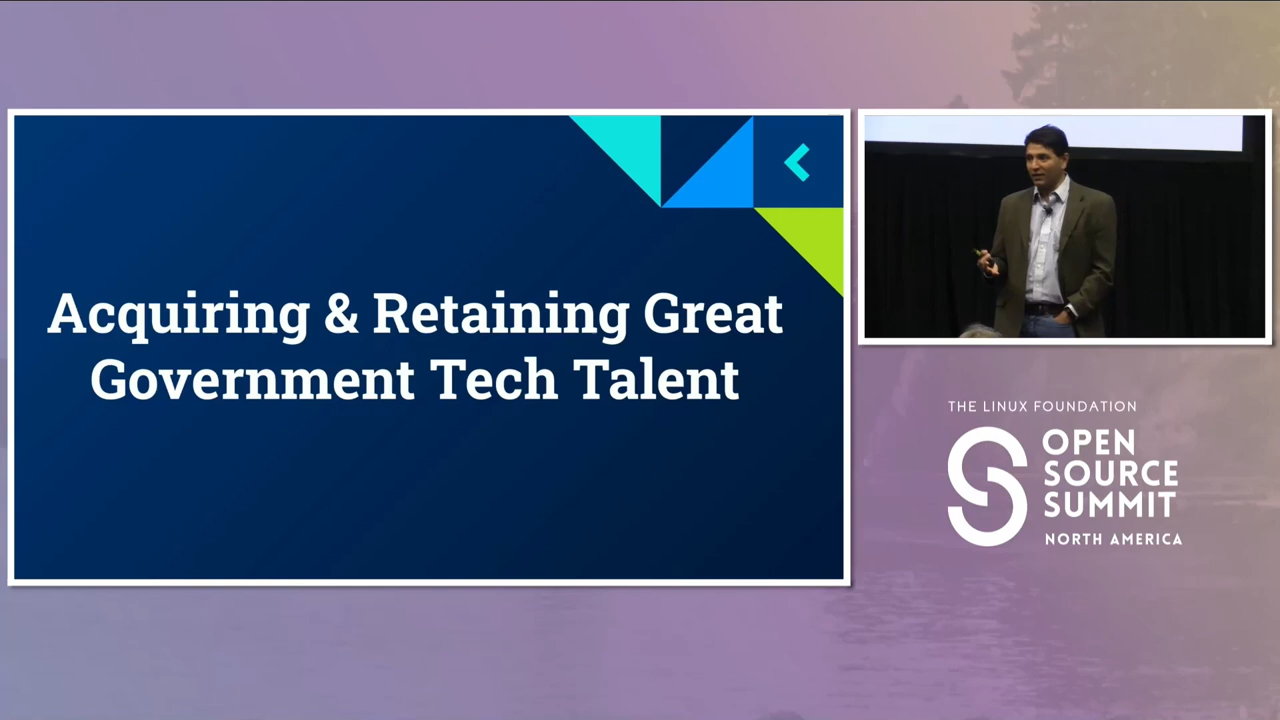 Acquiring & Retaining Great
Government Tech Talent
THE LINUX FOUNDATION
OPEN
SOURCE
SUMMIT
NORTH AMERICA